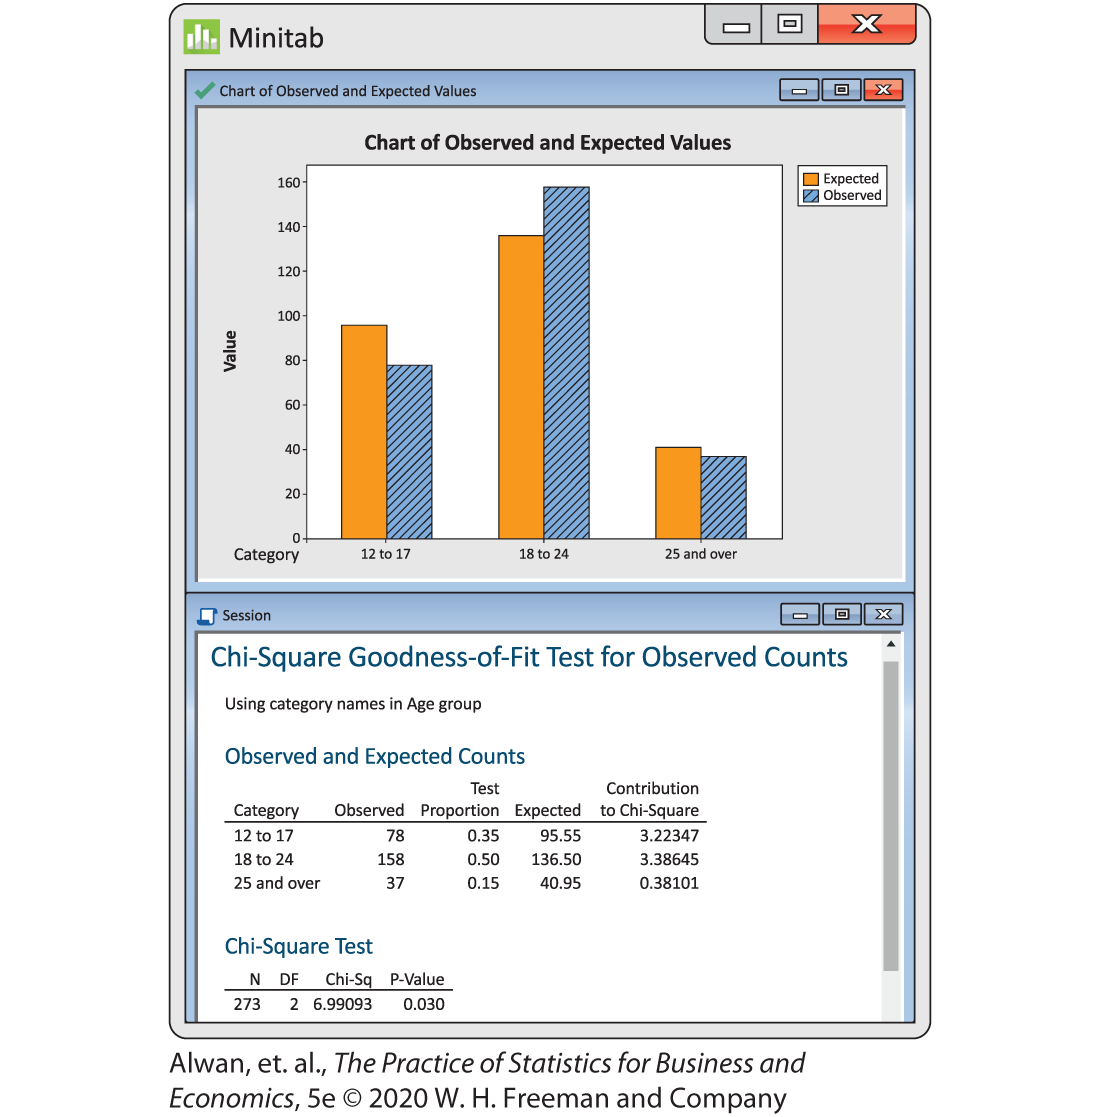 Minitab
Chart of Observed and Expected Values
Chart of Observed and Expected Values
Expected
Observed
Value
160
140
120
100
80
60
40
20
0
Category 12 to 17 18 to 24 25 and over
Session
Chi-Square Goodness-of-Fit Test for Observed Counts
Using category names in Age group
Observed and Expected Counts
Test Contribution
Category Observed Proportion Expected to Chi-Square
12 to 17 78 0.35 95.55 3.22347
18 to 24 158 0.50 136.50 3.38645
25 and over 37 0.15 40.95 0.38101
Chi-Square Test
N DF Chi-Sq P-Value
273 2 6.99093 0.030
Alwan, et. al., The Practice of Statistics for Business and
Economics, 5e © 2020 W. H. Freeman and Company